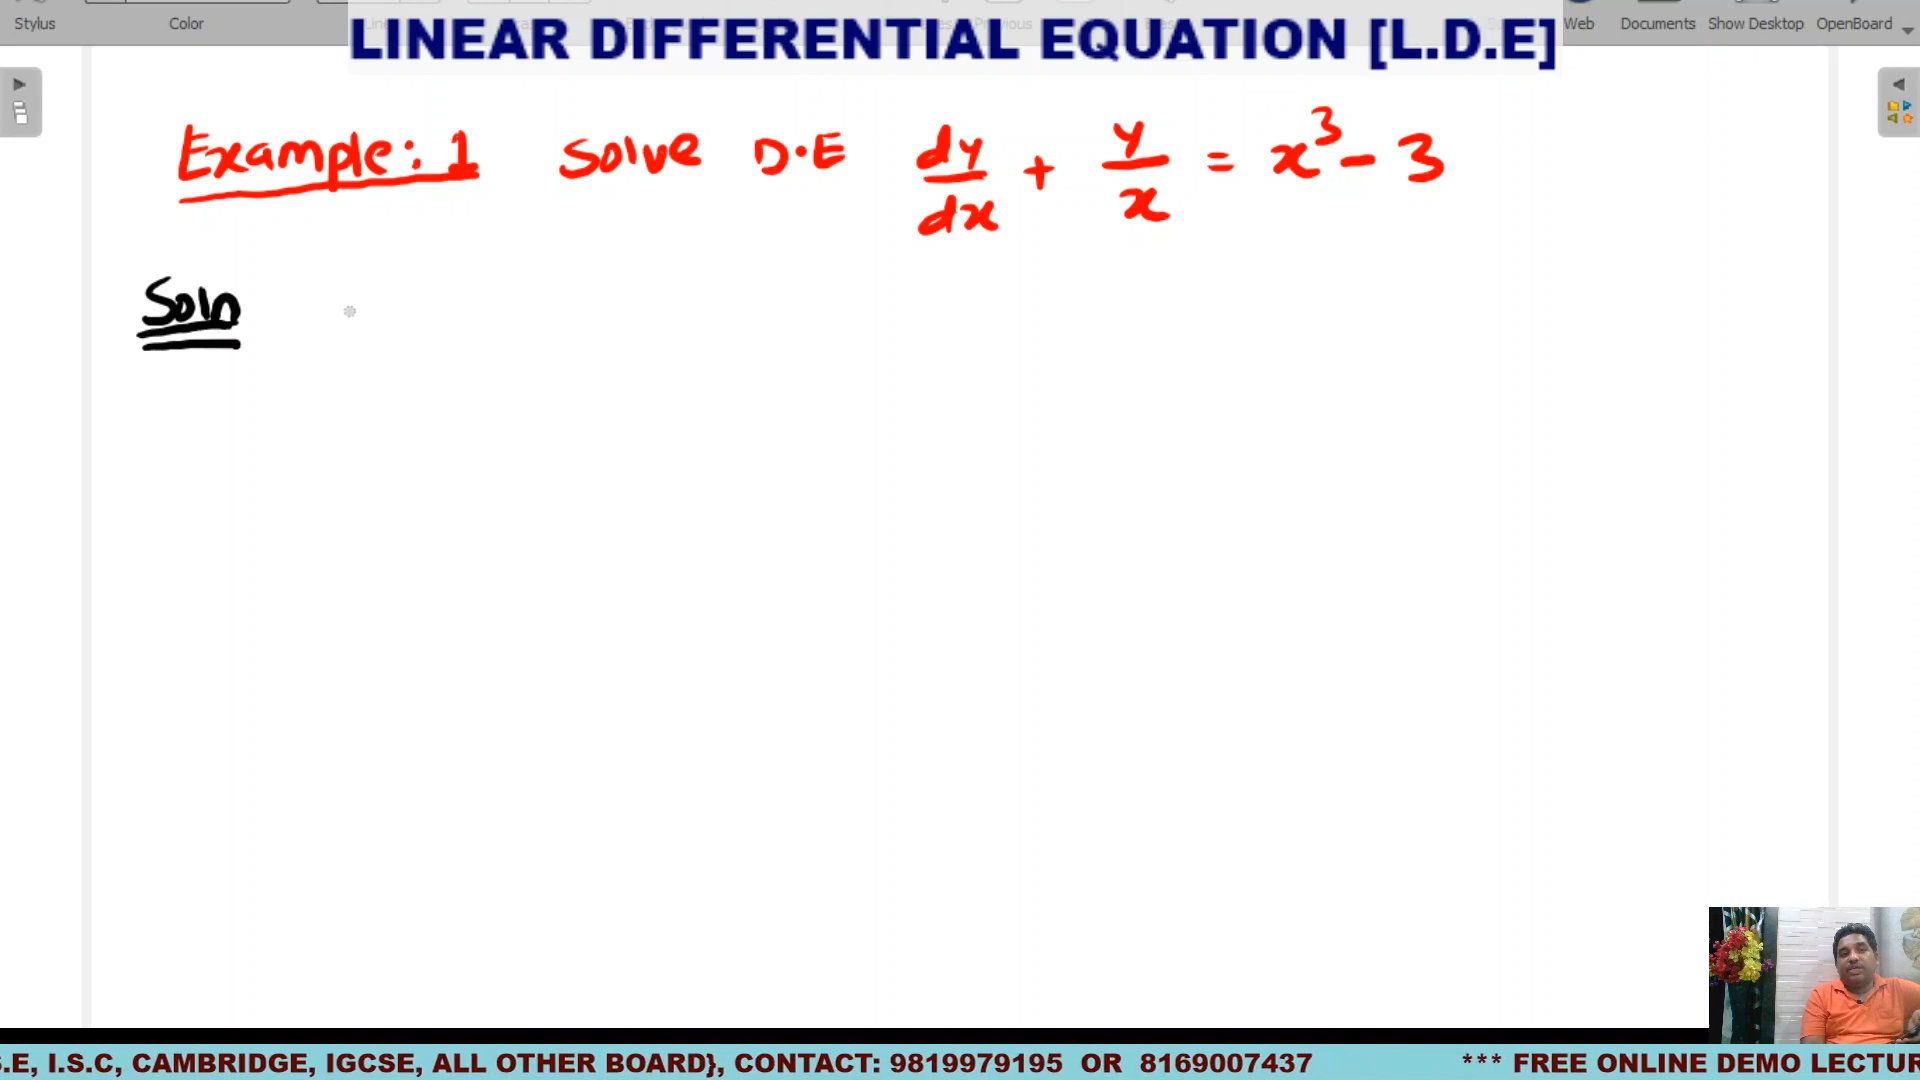 Stylus Color Web Documents Show Desktop OpenBoard
LINEAR DIFFERENTIAL EQUATION [L.D.E]
Example: 1 Solve D.E dy/dx + y/x = x³ - 3
Soln
S.E, I.S.C, CAMBRIDGE, IGCSE, ALL OTHER BOARD}, CONTACT: 9819979195 OR 8169007437 *** FREE ONLINE DEMO LECTUR